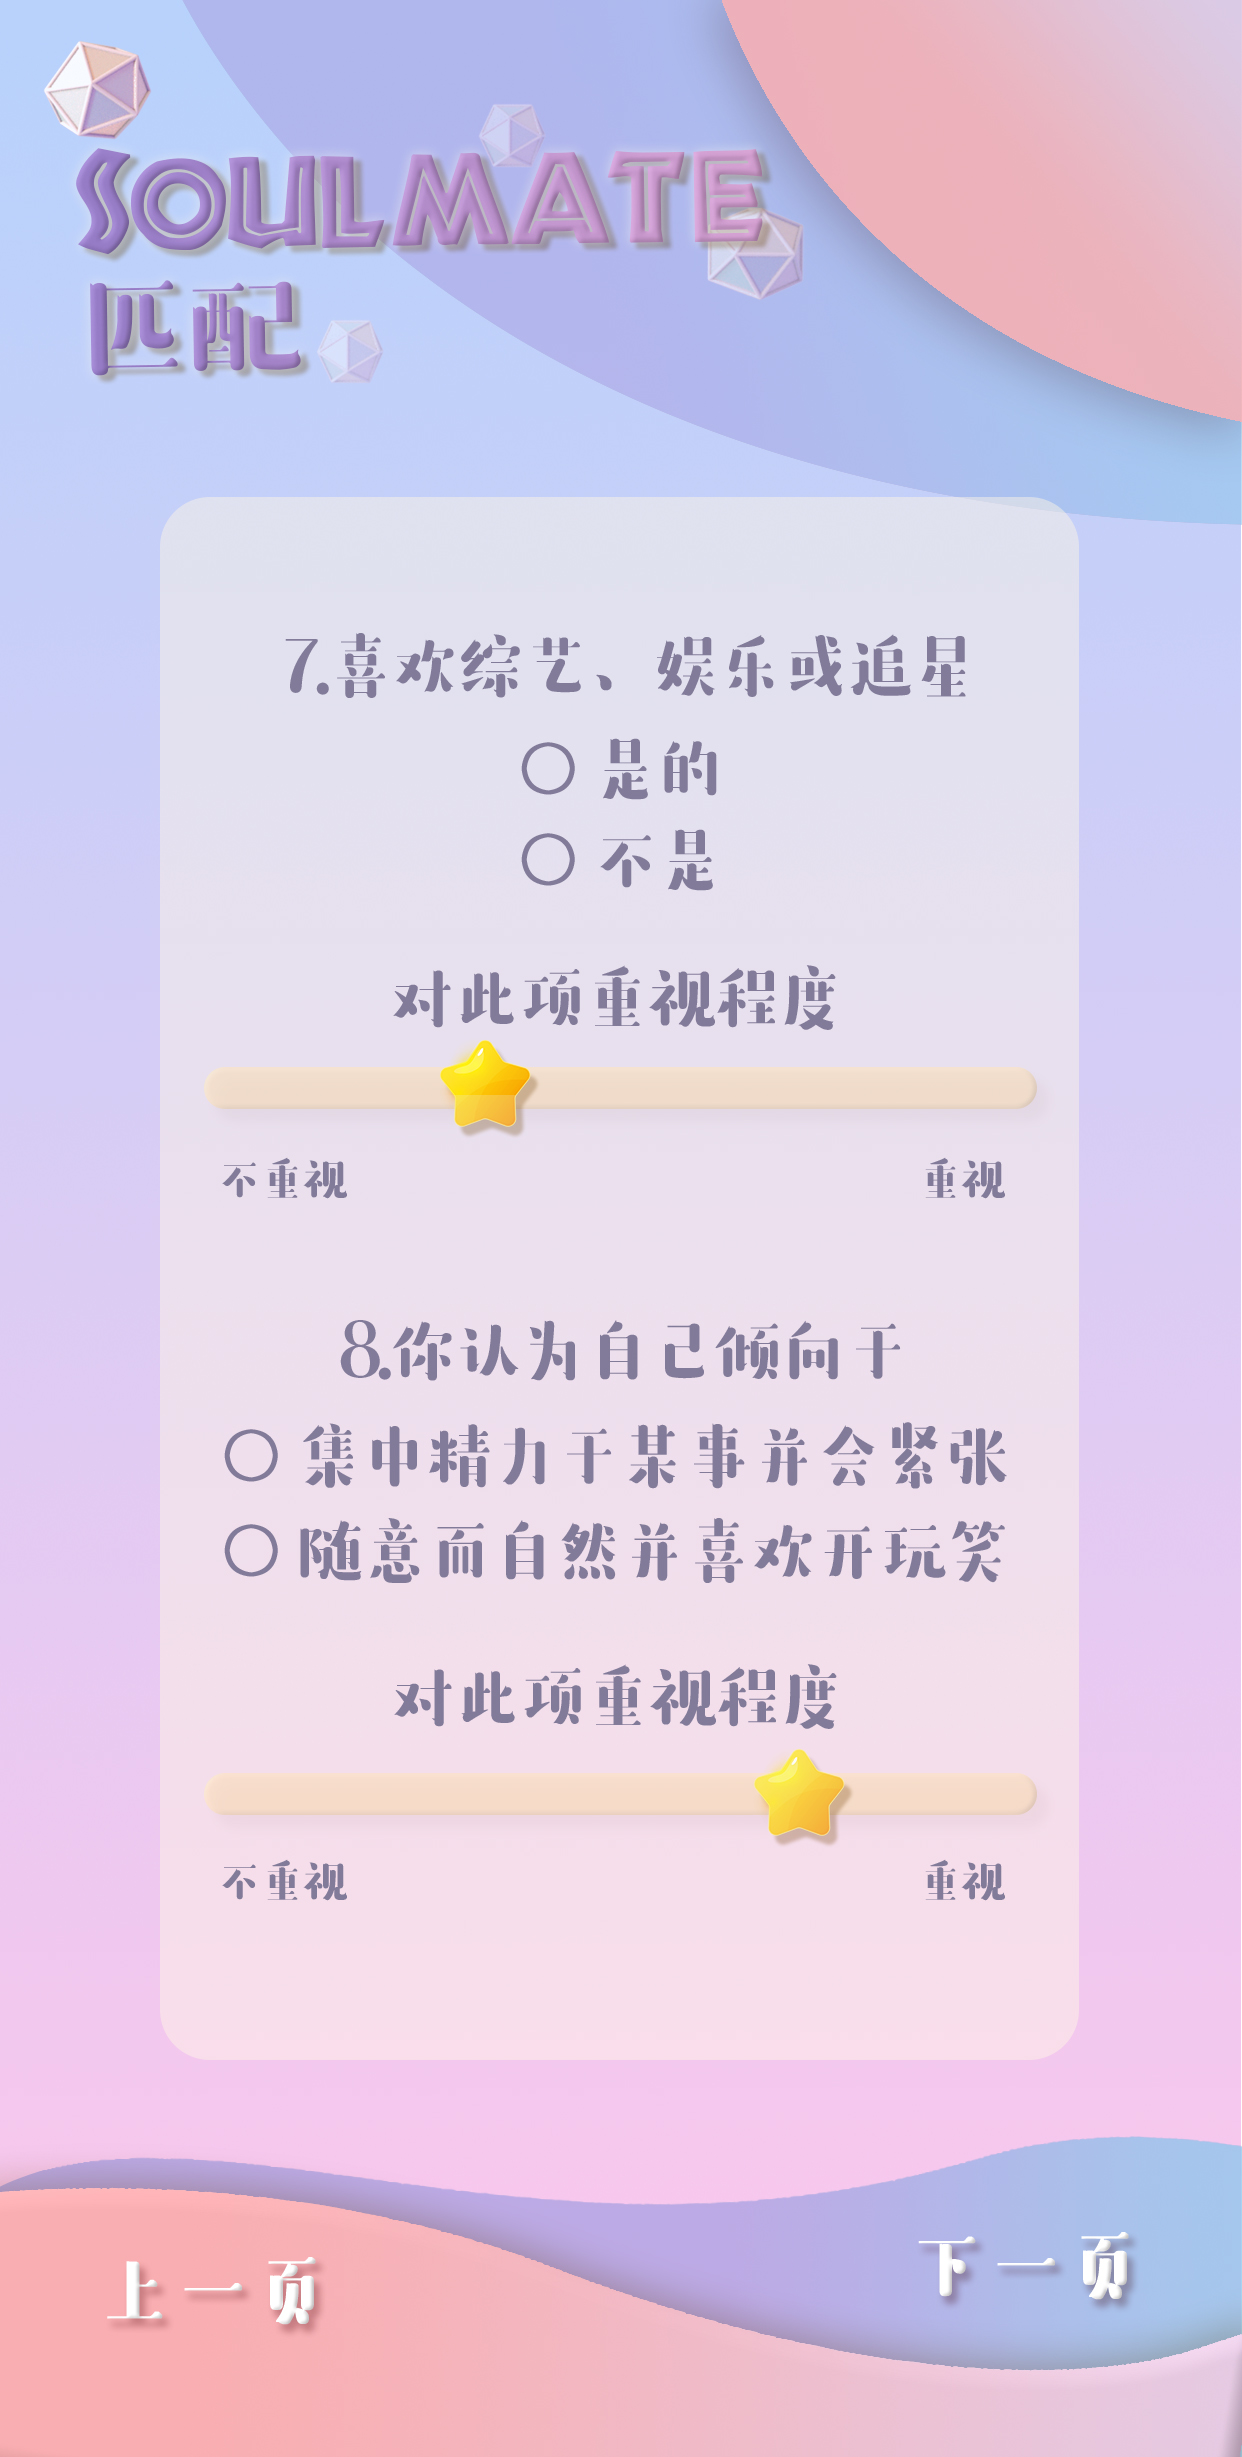 SOULMATE
匹配
7.喜欢综艺、娱乐或追星
○ 是的
○ 不是
对此项重视程度
不重视 重视
8.你认为自己倾向于
○ 集中精力于某事并会紧张
○ 随意而自然并喜欢开玩笑
对此项重视程度
不重视 重视
上一页 下一页